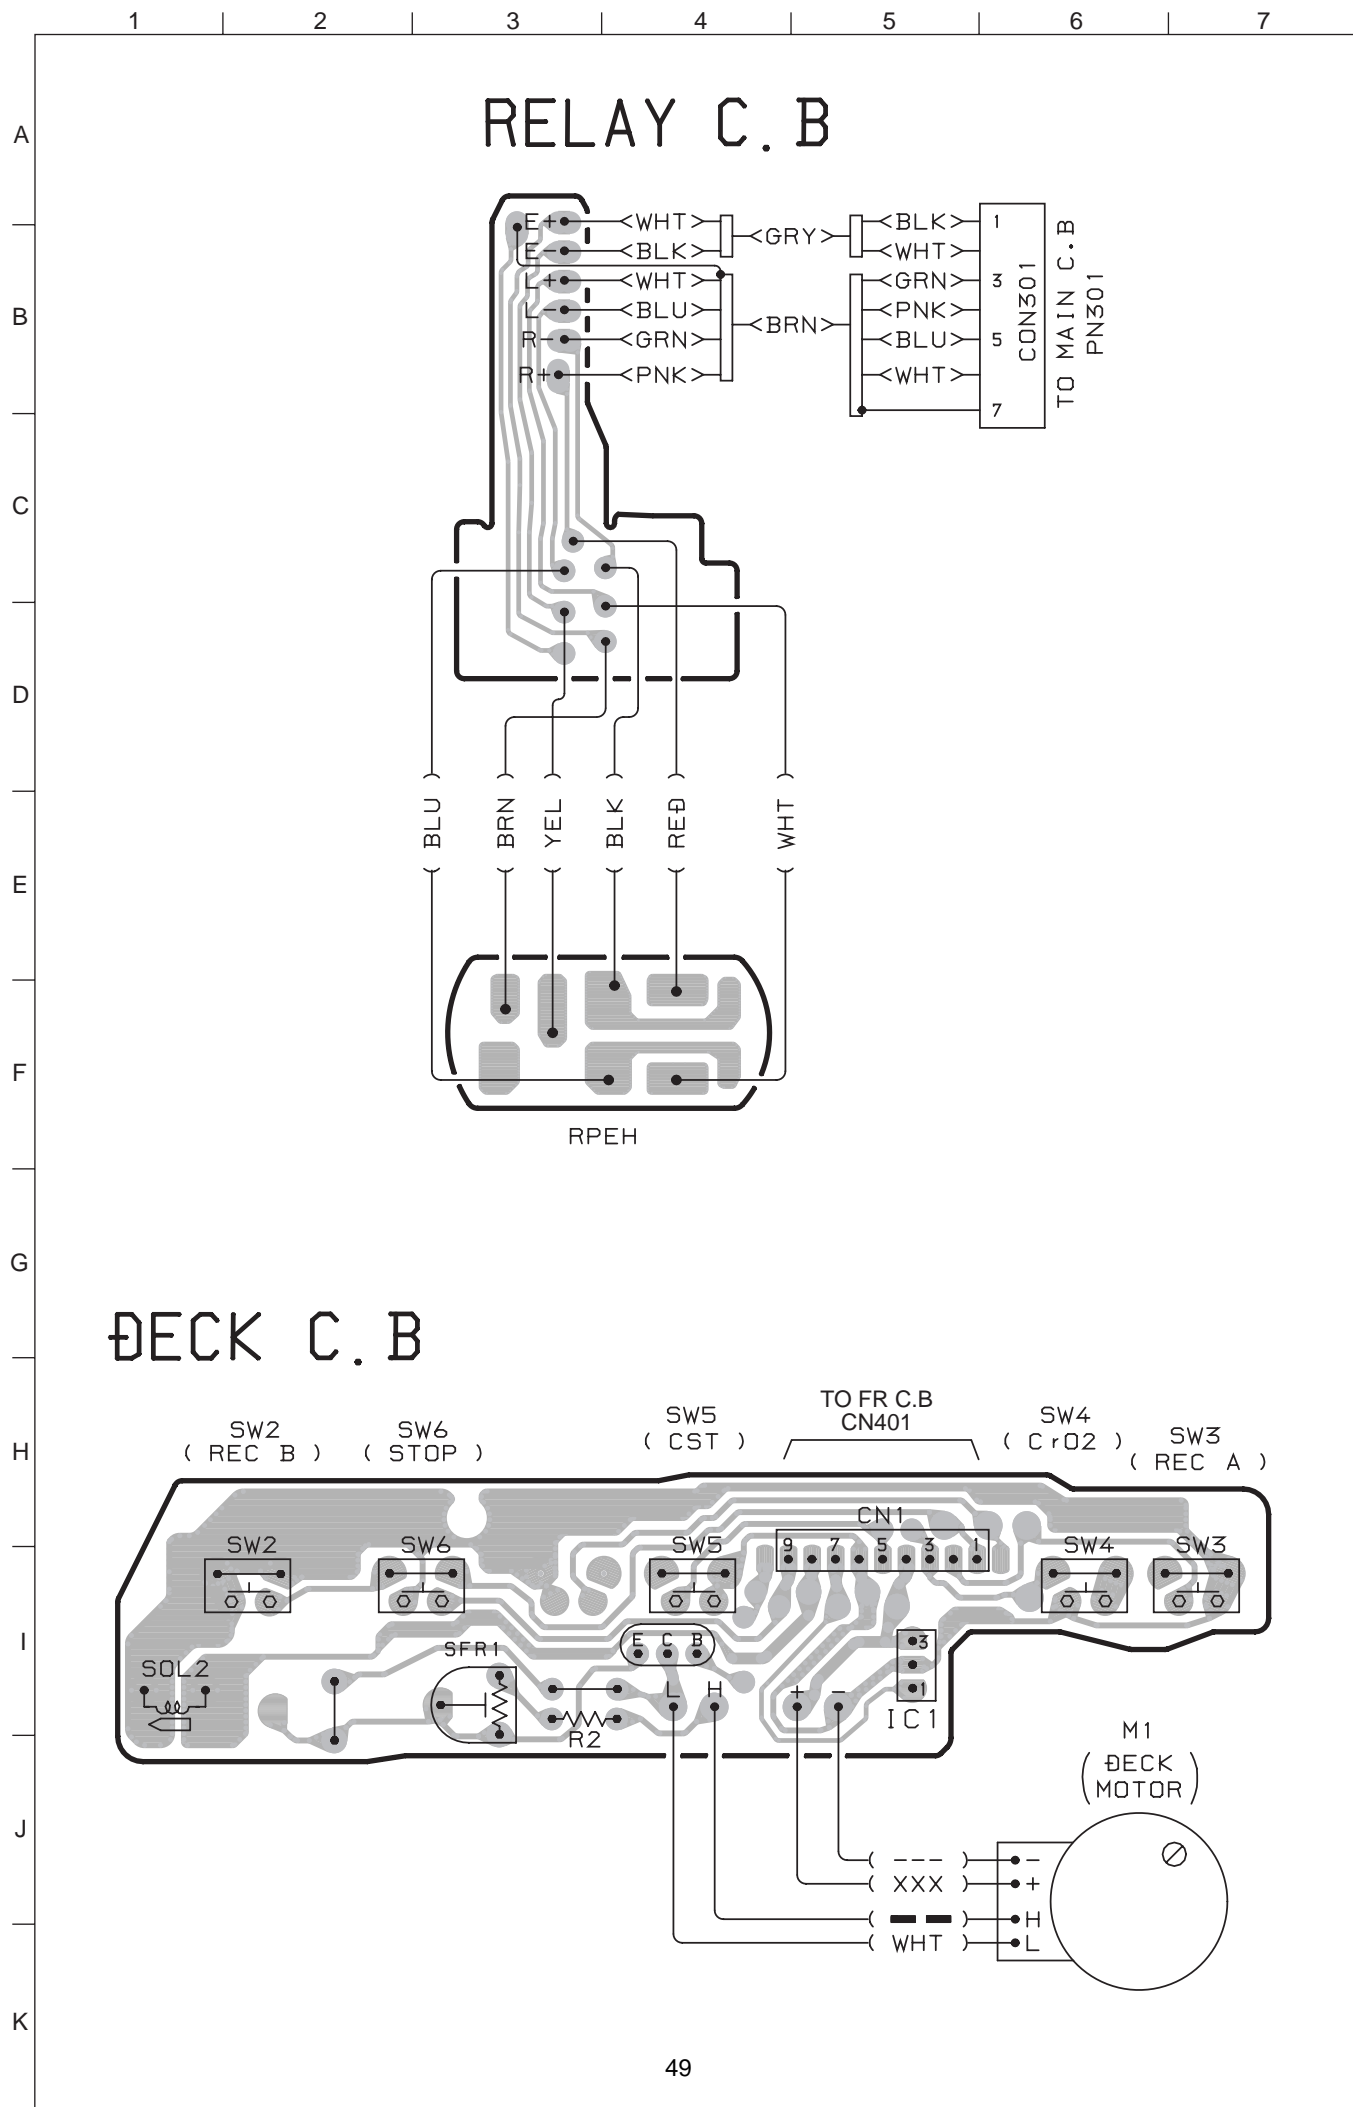 1 2 3 4 5 6 7
A
B
C
D
E
F
G
H
I
J
K
RELAY C.B
E+ <WHT> <BLK> 1
<GRY>
E- <BLK> <WHT>
L+ <WHT> <GRN> 3
L- <BLU> <PNK>
<BRN>
R- <GRN> <BLU> 5
R+ <PNK> <WHT>
7
CON301
TO MAIN C.B
PN301
( BLU )
( BRN )
( YEL )
( BLK )
( RED )
( WHT )
RPEH
DECK C.B
SW2
( REC B )
SW6
( STOP )
SW5
( CST )
TO FR C.B
CN401
SW4
( CrO2 )
SW3
( REC A )
CN1
SW2 SW6 SW5 9 7 5 3 1 SW4 SW3
SOL2
SFR1
E C B
L H + -
3
1
IC1
R2
M1
( DECK
MOTOR )
( --- ) -
( XXX ) +
H
( WHT ) L
49